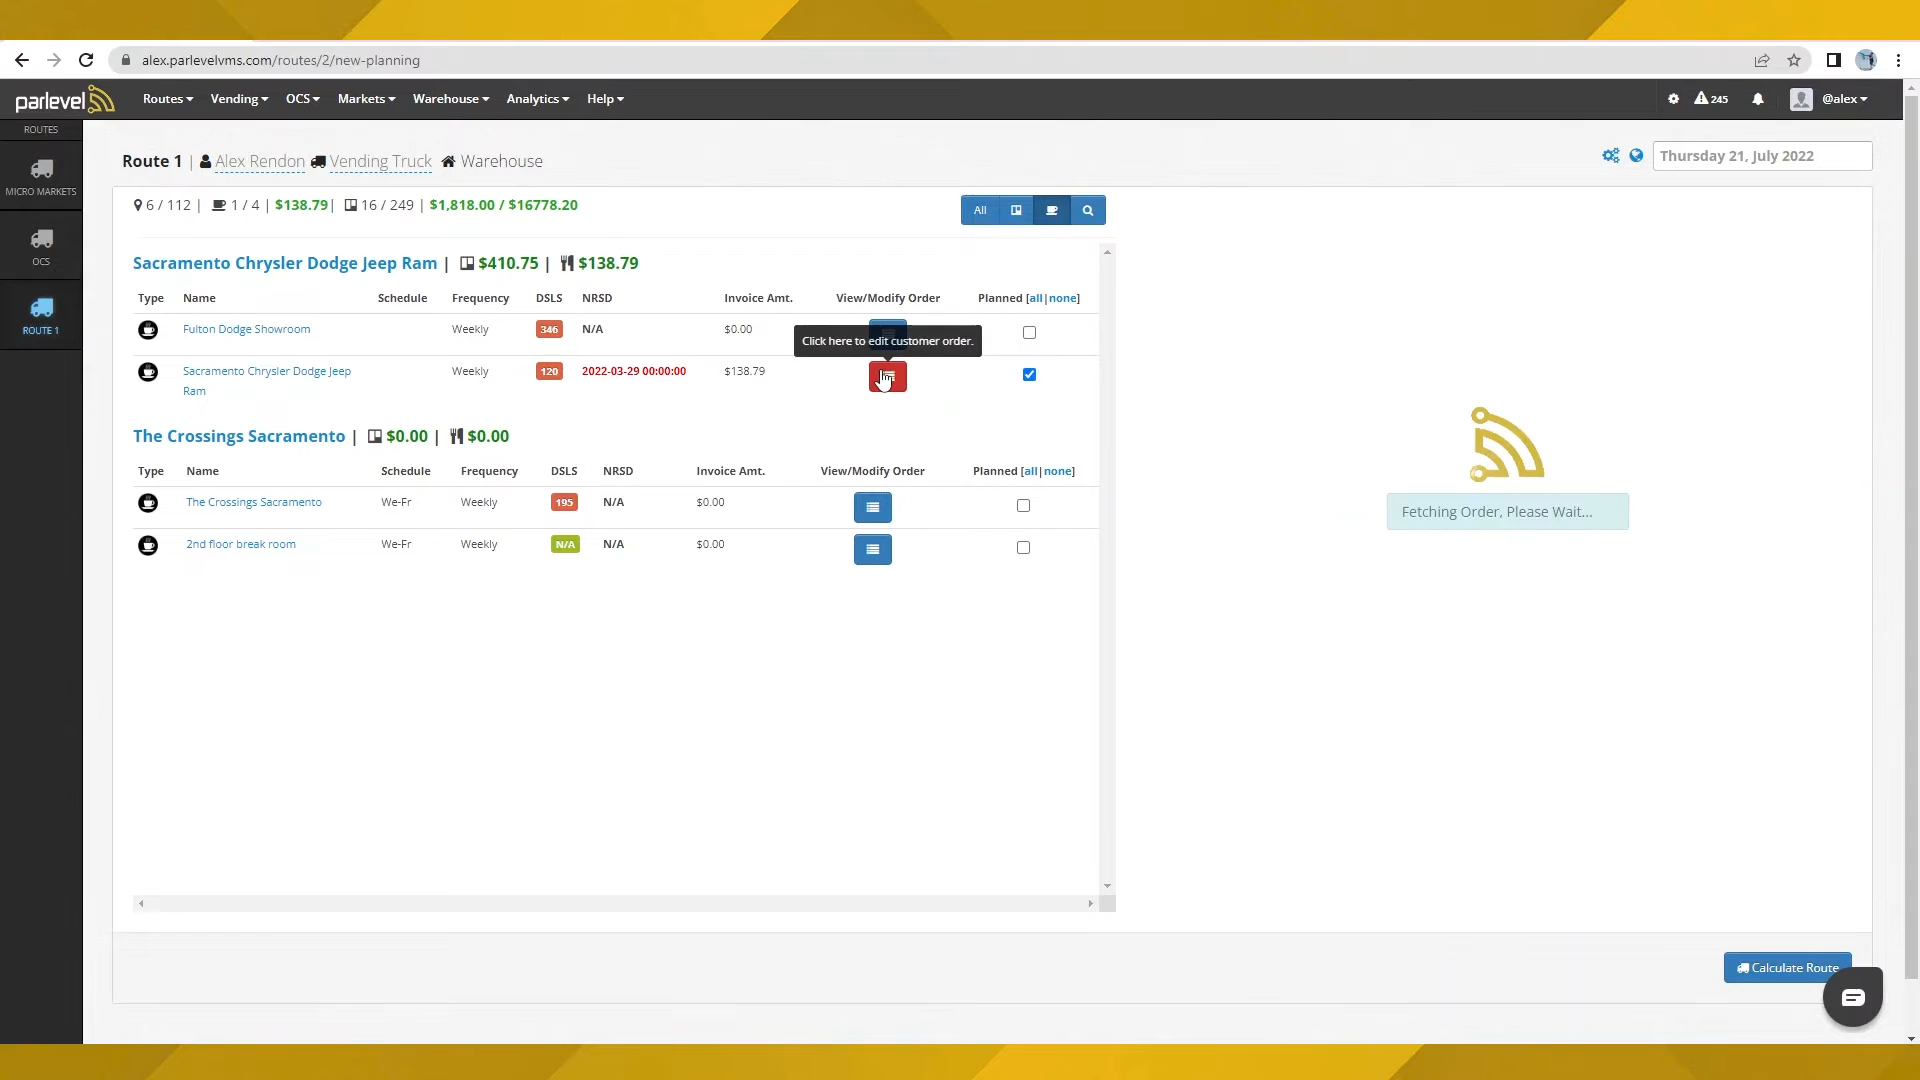 alex.parlevelvms.com/routes/2/new-planning
parlevel Routes Vending OCS Markets Warehouse Analytics Help 245 @alex
ROUTES
MICRO MARKETS
OCS
ROUTE 1
Route 1 | Alex Rendon Vending Truck Warehouse
Thursday 21, July 2022
6 / 112 | 1 / 4 | $138.79 | 16 / 249 | $1,818.00 / $16778.20
All
Sacramento Chrysler Dodge Jeep Ram | $410.75 | $138.79
Type Name Schedule Frequency DSLS NRSD Invoice Amt. View/Modify Order Planned [all|none]
Fulton Dodge Showroom Weekly 346 N/A $0.00
Click here to edit customer order.
Sacramento Chrysler Dodge Jeep Weekly 120 2022-03-29 00:00:00 $138.79
Ram
The Crossings Sacramento | $0.00 | $0.00
Type Name Schedule Frequency DSLS NRSD Invoice Amt. View/Modify Order Planned [all|none]
The Crossings Sacramento We-Fr Weekly 195 N/A $0.00
2nd floor break room We-Fr Weekly N/A N/A $0.00
Fetching Order, Please Wait...
Calculate Route